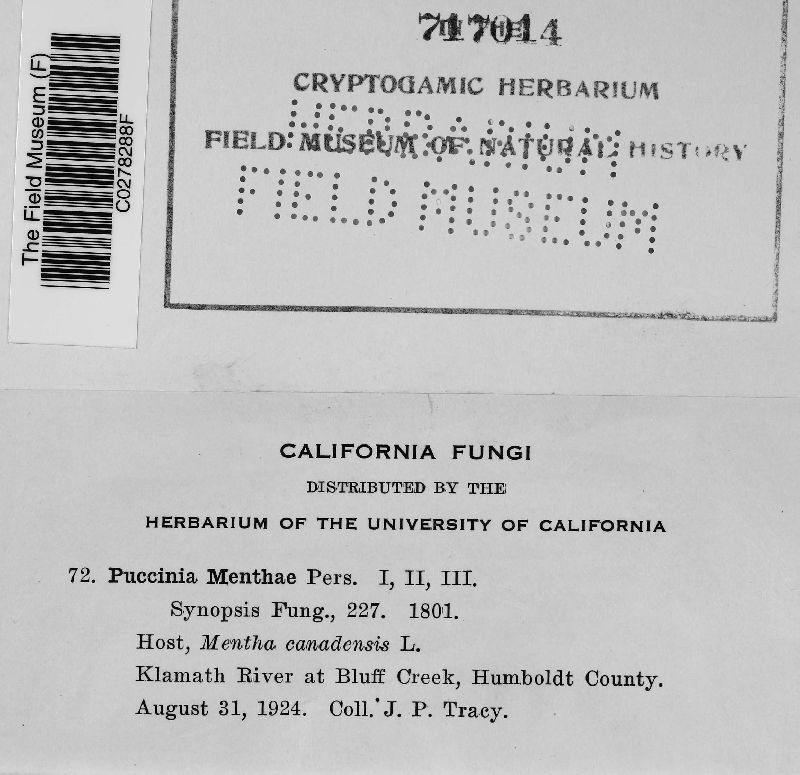 The Field Museum (F)
C0278288F
CRYPTOGAMIC HERBARIUM
FIELD MUSEUM OF NATURAL HISTORY
FIELD MUSEUM
CALIFORNIA FUNGI
DISTRIBUTED BY THE
HERBARIUM OF THE UNIVERSITY OF CALIFORNIA
72. Puccinia Menthae Pers. I, II, III.
Synopsis Fung., 227. 1801.
Host, Mentha canadensis L.
Klamath River at Bluff Creek, Humboldt County.
August 31, 1924. Coll. J. P. Tracy.